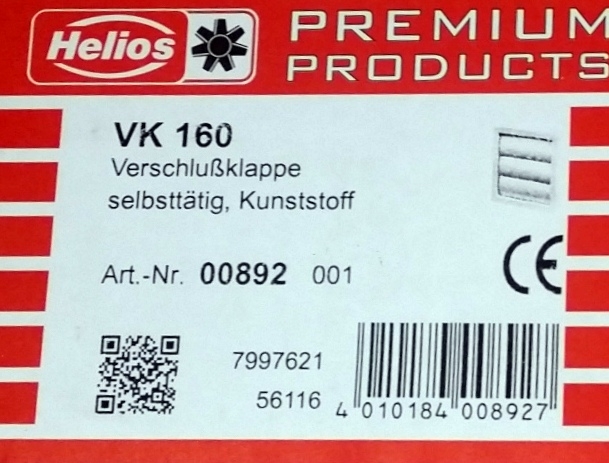 Helios
PREMIUM
PRODUCTS
VK 160
Verschlußklappe
selbsttätig, Kunststoff
Art.-Nr. 00892 001
CE
7997621
56116
4 010184 008927